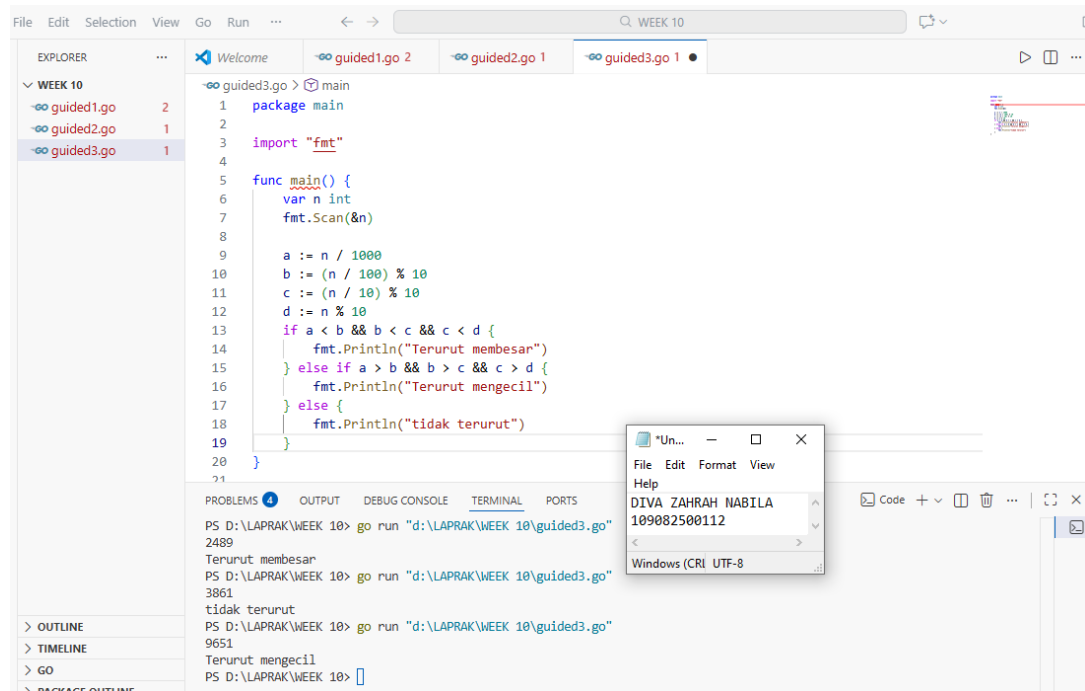 File Edit Selection View Go Run ... WEEK 10
EXPLORER ... Welcome guided1.go 2 guided2.go 1 guided3.go 1
WEEK 10
guided1.go 2
guided2.go 1
guided3.go 1
guided3.go > main
1 package main
2
3 import "fmt"
4
5 func main() {
6 var n int
7 fmt.Scan(&n)
8
9 a := n / 1000
10 b := (n / 100) % 10
11 c := (n / 10) % 10
12 d := n % 10
13 if a < b && b < c && c < d {
14 fmt.Println("Terurut membesar")
15 } else if a > b && b > c && c > d {
16 fmt.Println("Terurut mengecil")
17 } else {
18 fmt.Println("tidak terurut")
19 }
20 }
21
*Un...
File Edit Format View
Help
DIVA ZAHRAH NABILA
109082500112
Windows (CRL UTF-8
PROBLEMS 4 OUTPUT DEBUG CONSOLE TERMINAL PORTS Code
PS D:\LAPRAK\WEEK 10> go run "d:\LAPRAK\WEEK 10\guided3.go"
2489
Terurut membesar
PS D:\LAPRAK\WEEK 10> go run "d:\LAPRAK\WEEK 10\guided3.go"
3861
tidak terurut
PS D:\LAPRAK\WEEK 10> go run "d:\LAPRAK\WEEK 10\guided3.go"
9651
Terurut mengecil
PS D:\LAPRAK\WEEK 10>
OUTLINE
TIMELINE
GO
PACKAGE OUTLINE